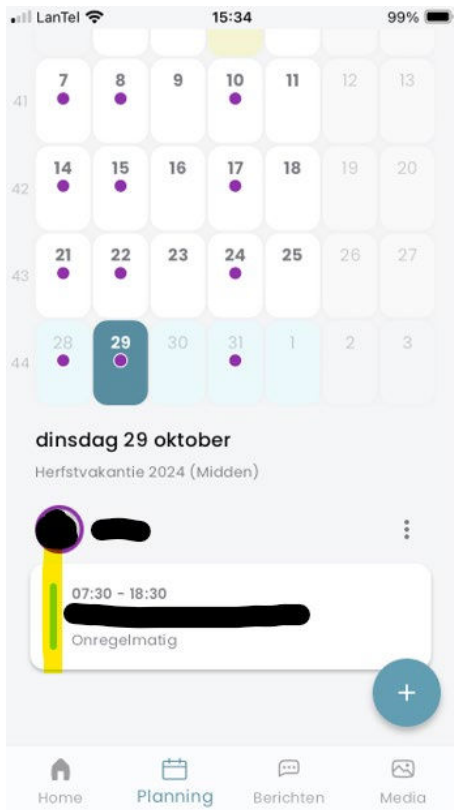 LanTel 15:34 99%
41 7 8 9 10 11 12 13
42 14 15 16 17 18 19 20
43 21 22 23 24 25 26 27
44 28 29 30 31 1 2 3
dinsdag 29 oktober
Herfstvakantie 2024 (Midden)
07:30 - 18:30
Onregelmatig
+
Home Planning Berichten Media